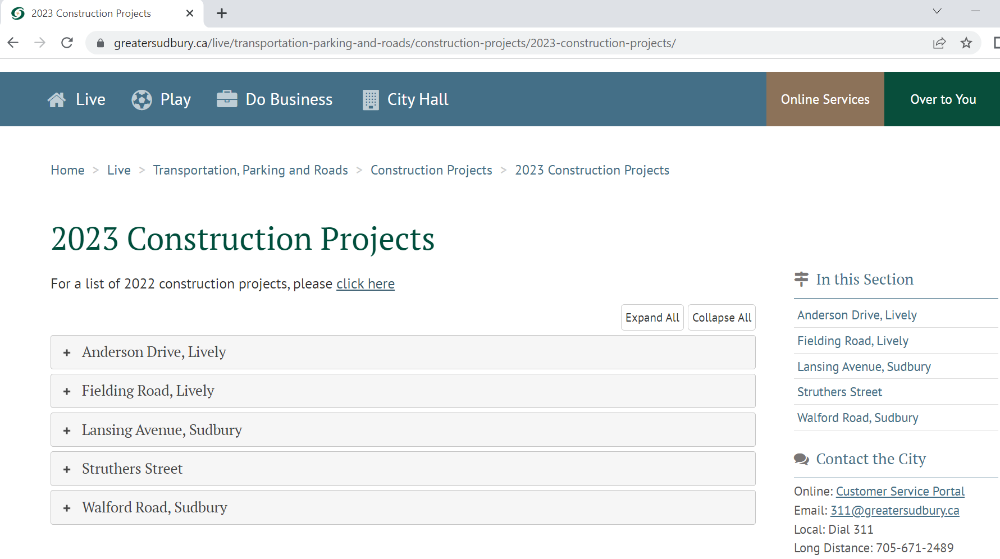 2023 Construction Projects
greatersudbury.ca/live/transportation-parking-and-roads/construction-projects/2023-construction-projects/
Live Play Do Business City Hall Online Services Over to You
Home > Live > Transportation, Parking and Roads > Construction Projects > 2023 Construction Projects
2023 Construction Projects
For a list of 2022 construction projects, please click here
Expand All Collapse All
+ Anderson Drive, Lively
+ Fielding Road, Lively
+ Lansing Avenue, Sudbury
+ Struthers Street
+ Walford Road, Sudbury
In this Section
Anderson Drive, Lively
Fielding Road, Lively
Lansing Avenue, Sudbury
Struthers Street
Walford Road, Sudbury
Contact the City
Online: Customer Service Portal
Email: 311@greatersudbury.ca
Local: Dial 311
Long Distance: 705-671-2489